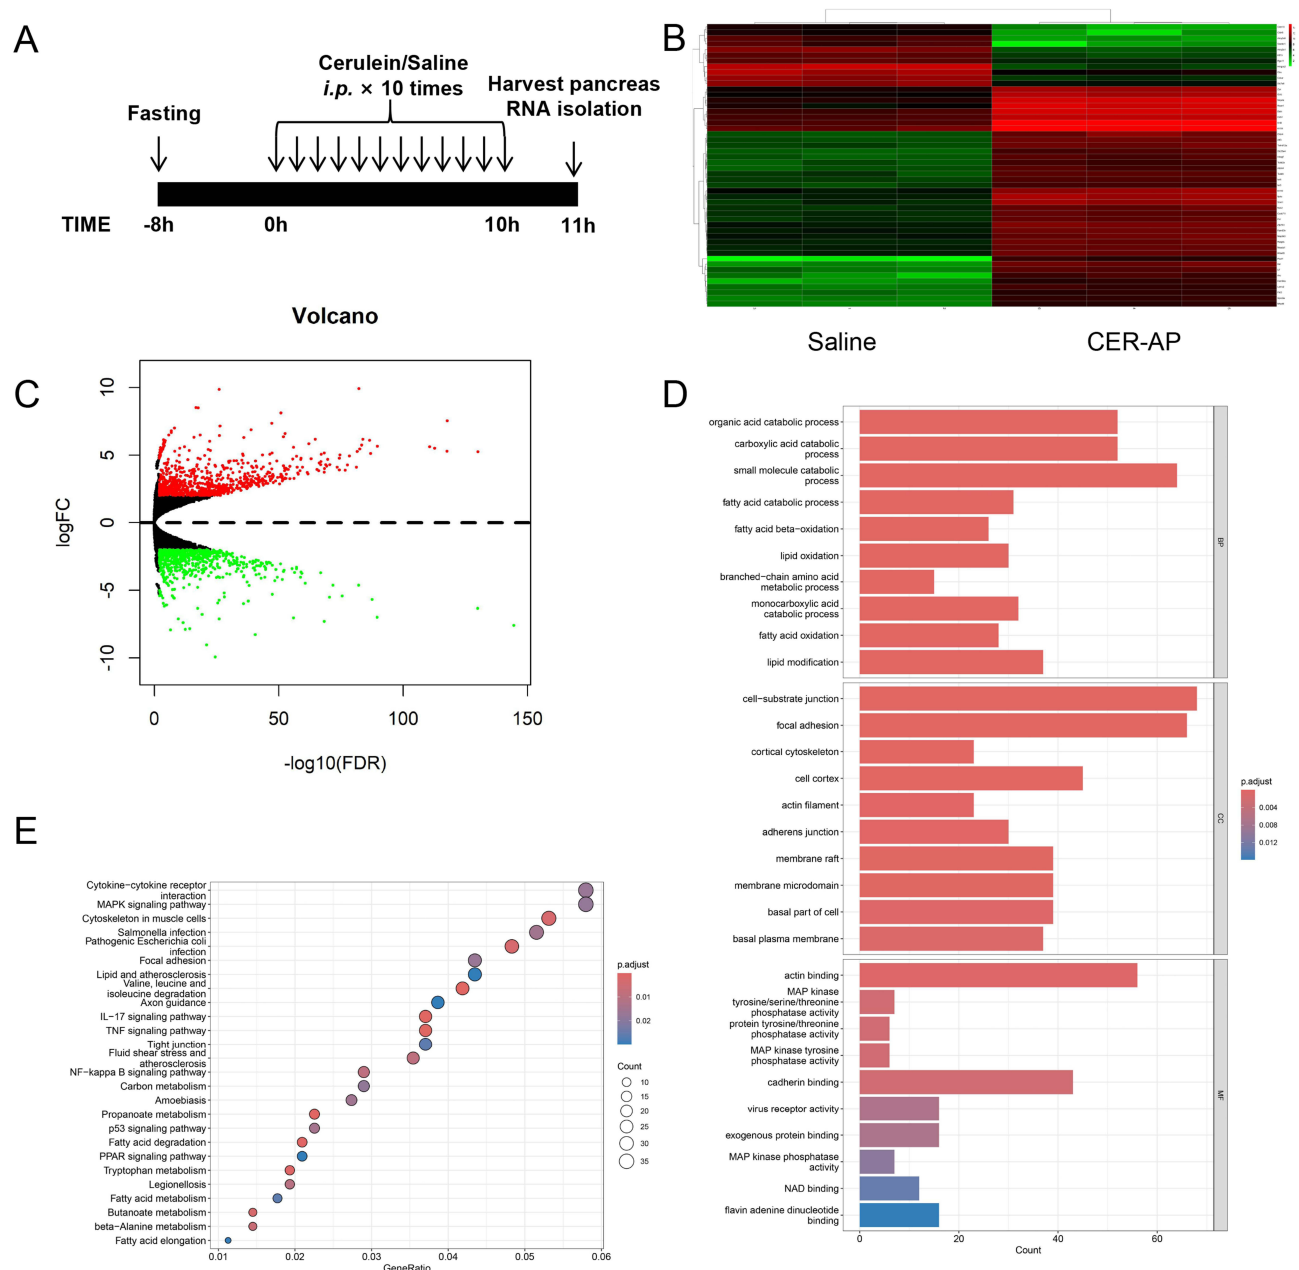 A
Cerulein/Saline
i.p. × 10 times
Harvest pancreas
RNA isolation
Fasting
TIME
-8h
0h
10h
11h
B
Saline
CER-AP
C
Volcano
logFC
10
5
0
-5
-10
0
50
100
150
-log10(FDR)
D
organic acid catabolic process
carboxylic acid catabolic
process
small molecule catabolic
process
fatty acid catabolic process
fatty acid beta−oxidation
lipid oxidation
branched−chain amino acid
metabolic process
monocarboxylic acid
catabolic process
fatty acid oxidation
lipid modification
BP
cell−substrate junction
focal adhesion
cortical cytoskeleton
cell cortex
actin filament
adherens junction
membrane raft
membrane microdomain
basal part of cell
basal plasma membrane
CC
actin binding
MAP kinase
tyrosine/serine/threonine
phosphatase activity
protein tyrosine/threonine
phosphatase activity
MAP kinase tyrosine
phosphatase activity
cadherin binding
virus receptor activity
exogenous protein binding
MAP kinase phosphatase
activity
NAD binding
flavin adenine dinucleotide
binding
MF
0
20
40
60
Count
p.adjust
0.004
0.008
0.012
E
Cytokine−cytokine receptor
interaction
MAPK signaling pathway
Cytoskeleton in muscle cells
Salmonella infection
Pathogenic Escherichia coli
infection
Focal adhesion
Lipid and atherosclerosis
Valine, leucine and
isoleucine degradation
Axon guidance
IL−17 signaling pathway
TNF signaling pathway
Tight junction
Fluid shear stress and
atherosclerosis
NF−kappa B signaling pathway
Carbon metabolism
Amoebiasis
Propanoate metabolism
p53 signaling pathway
Fatty acid degradation
PPAR signaling pathway
Tryptophan metabolism
Legionellosis
Fatty acid metabolism
Butanoate metabolism
beta−Alanine metabolism
Fatty acid elongation
0.01
0.02
0.03
0.04
0.05
0.06
GeneRatio
p.adjust
0.01
0.02
Count
10
15
20
25
30
35